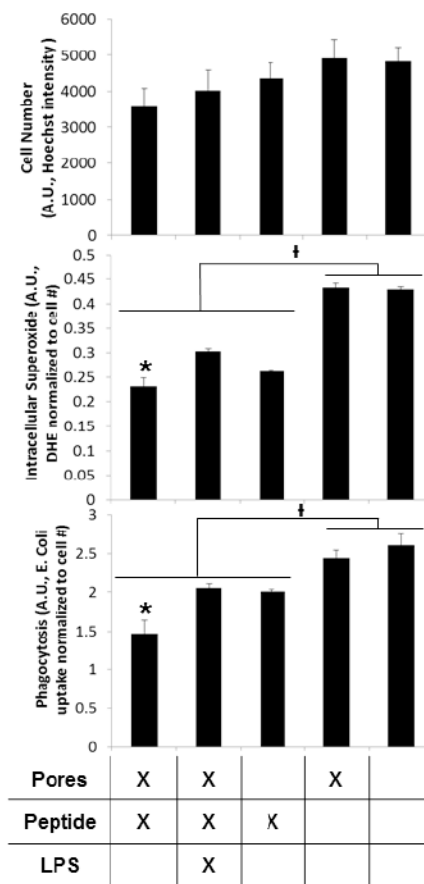 Cell Number
(A.U., Hoechst intensity )
6000
5000
4000
3000
2000
1000
0
Intracellular Superoxide (A.U.,
DHE normalized to cell #)
0.5
0.45
0.4
0.35
0.3
0.25
0.2
0.15
0.1
0.05
0
*
ƚ
Phagocytosis (A.U., E. Coli
uptake normalized to cell #)
3
2.5
2
1.5
1
0.5
0
*
ƚ
Pores X X X
Peptide X X X
LPS X